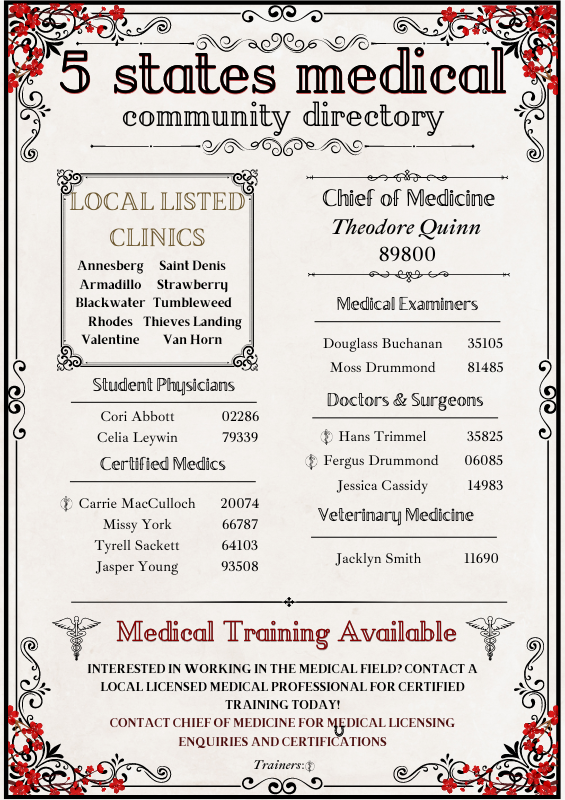 5 states medical
community directory
LOCAL LISTED
CLINICS
Annesberg Saint Denis
Armadillo Strawberry
Blackwater Tumbleweed
Rhodes Thieves Landing
Valentine Van Horn
Student Physicians
Cori Abbott 02286
Celia Leywin 79339
Certified Medics
Carrie MacCulloch 20074
Missy York 66787
Tyrell Sackett 64103
Jasper Young 93508
Chief of Medicine
Theodore Quinn
89800
Medical Examiners
Douglass Buchanan 35105
Moss Drummond 81485
Doctors & Surgeons
Hans Trimmel 35825
Fergus Drummond 06085
Jessica Cassidy 14983
Veterinary Medicine
Jacklyn Smith 11690
Medical Training Available
INTERESTED IN WORKING IN THE MEDICAL FIELD? CONTACT A
LOCAL LICENSED MEDICAL PROFESSIONAL FOR CERTIFIED
TRAINING TODAY!
CONTACT CHIEF OF MEDICINE FOR MEDICAL LICENSING
ENQUIRIES AND CERTIFICATIONS
Trainers: